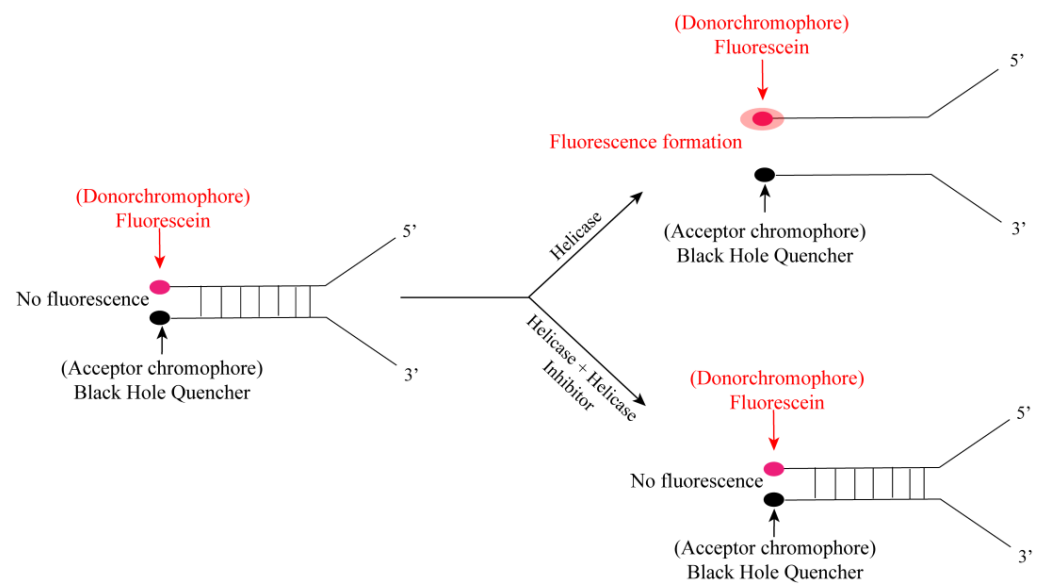 (Donorchromophore)
Fluorescein
5’
No fluorescence
(Acceptor chromophore)
Black Hole Quencher
3’
Helicase
Helicase + Helicase
Inhibitor
(Donorchromophore)
Fluorescein
5’
Fluorescence formation
(Acceptor chromophore)
Black Hole Quencher
3’
(Donorchromophore)
Fluorescein
5’
No fluorescence
(Acceptor chromophore)
Black Hole Quencher
3’